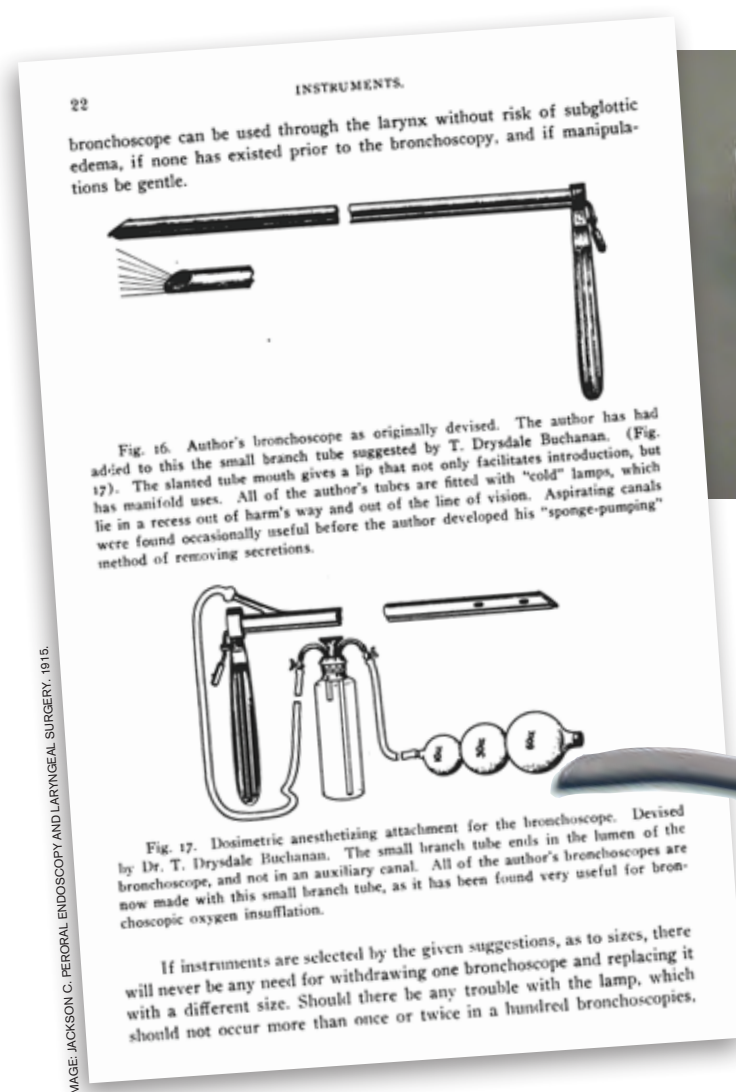 22
INSTRUMENTS.
bronchoscope can be used through the larynx without risk of subglottic
edema, if none has existed prior to the bronchoscopy, and if manipula-
tions be gentle.
Fig. 16. Author's bronchoscope as originally devised. The author has had
added to this the small branch tube suggested by T. Drysdale Buchanan. (Fig.
17). The slanted tube mouth gives a lip that not only facilitates introduction, but
has manifold uses. All of the author's tubes are fitted with "cold" lamps, which
lie in a recess out of harm's way and out of the line of vision. Aspirating canals
were found occasionally useful before the author developed his "sponge-pumping"
method of removing secretions.
Fig. 17. Dosimetric anesthetizing attachment for the bronchoscope. Devised
by Dr. T. Drysdale Buchanan. The small branch tube ends in the lumen of the
bronchoscope, and not in an auxiliary canal. All of the author's bronchoscopes are
now made with this small branch tube, as it has been found very useful for bron-
choscopic oxygen insufflation.
If instruments are selected by the given suggestions, as to sizes, there
will never be any need for withdrawing one bronchoscope and replacing it
with a different size. Should there be any trouble with the lamp, which
should not occur more than once or twice in a hundred bronchoscopies,
MAGE: JACKSON C. PERORAL ENDOSCOPY AND LARYNGEAL SURGERY. 1915.